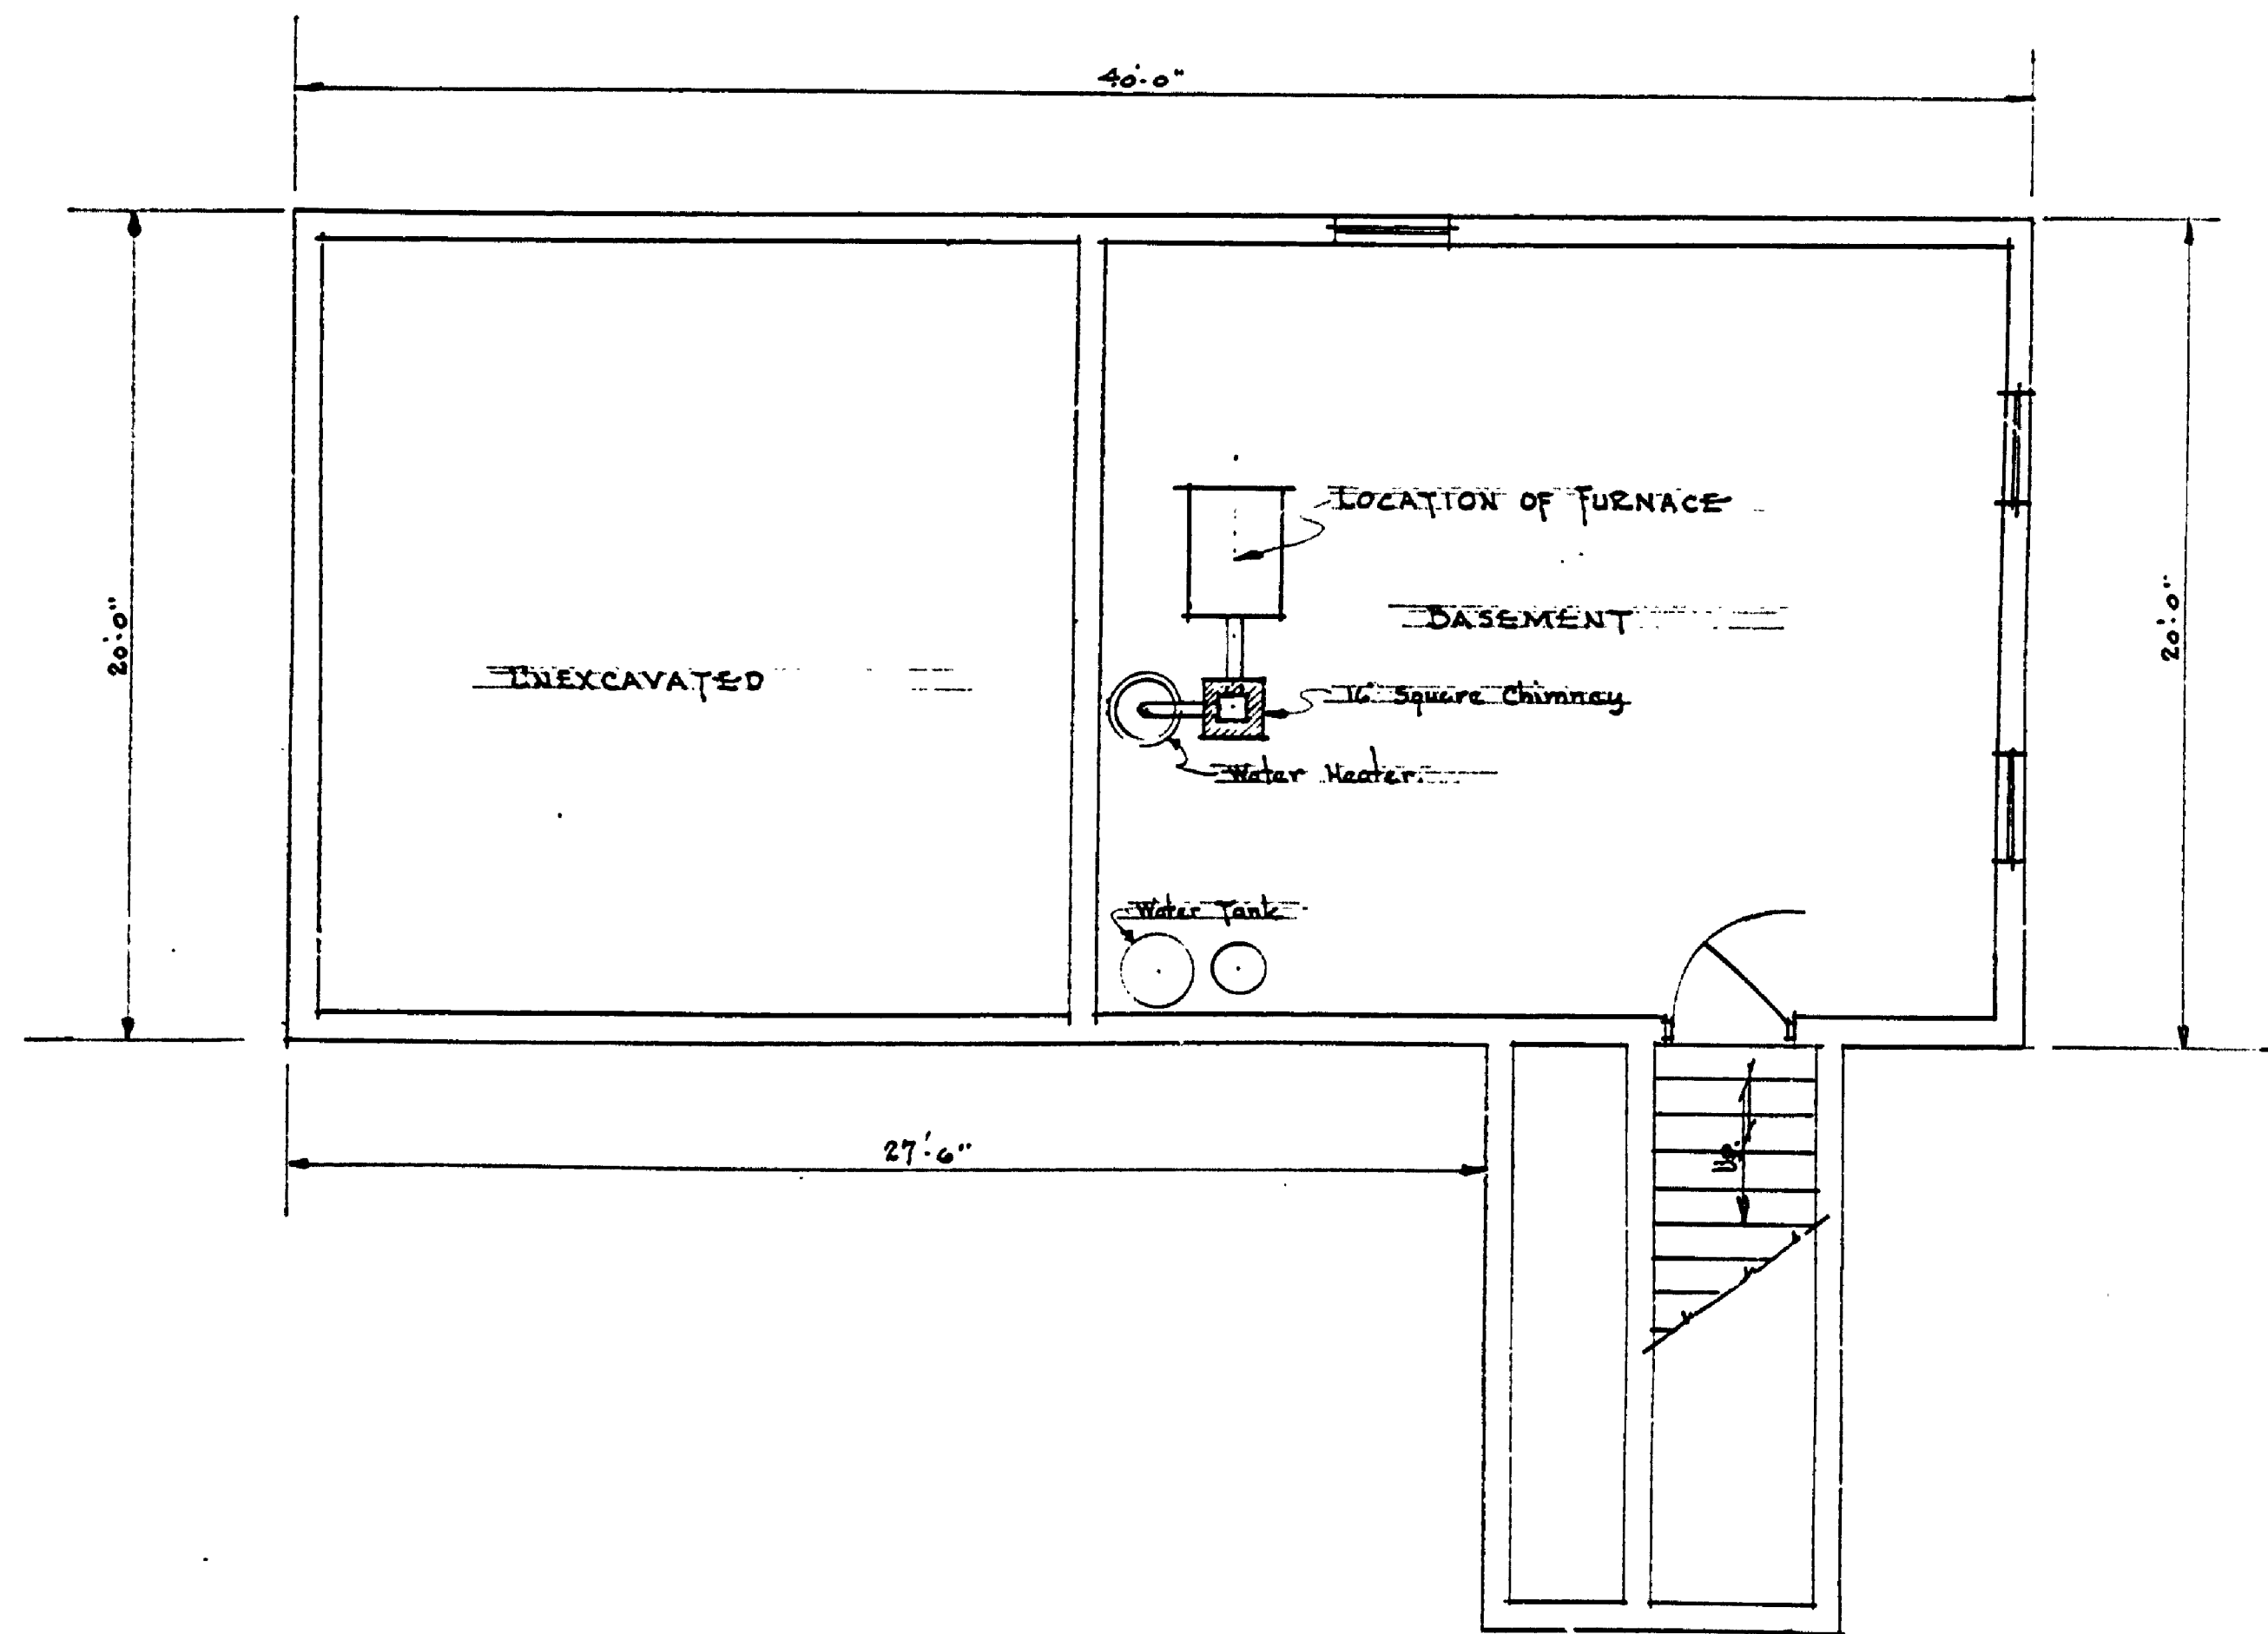 40'-0"
20'-0"
LOCATION OF FURNACE
BASEMENT
20'-0"
UNEXCAVATED
16" Square Chimney
Water Heater.
Water Tank
27'-6"